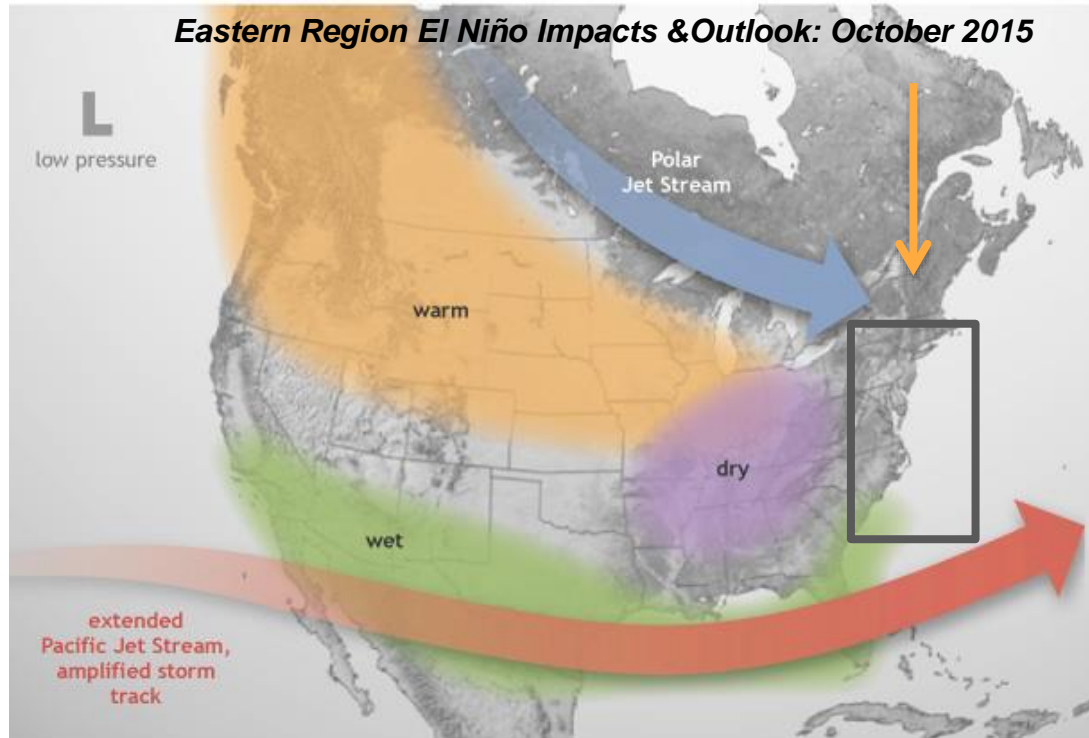 Eastern Region El Niño Impacts &Outlook: October 2015
L
low pressure
Polar
Jet Stream
warm
dry
wet
extended
Pacific Jet Stream,
amplified storm
track